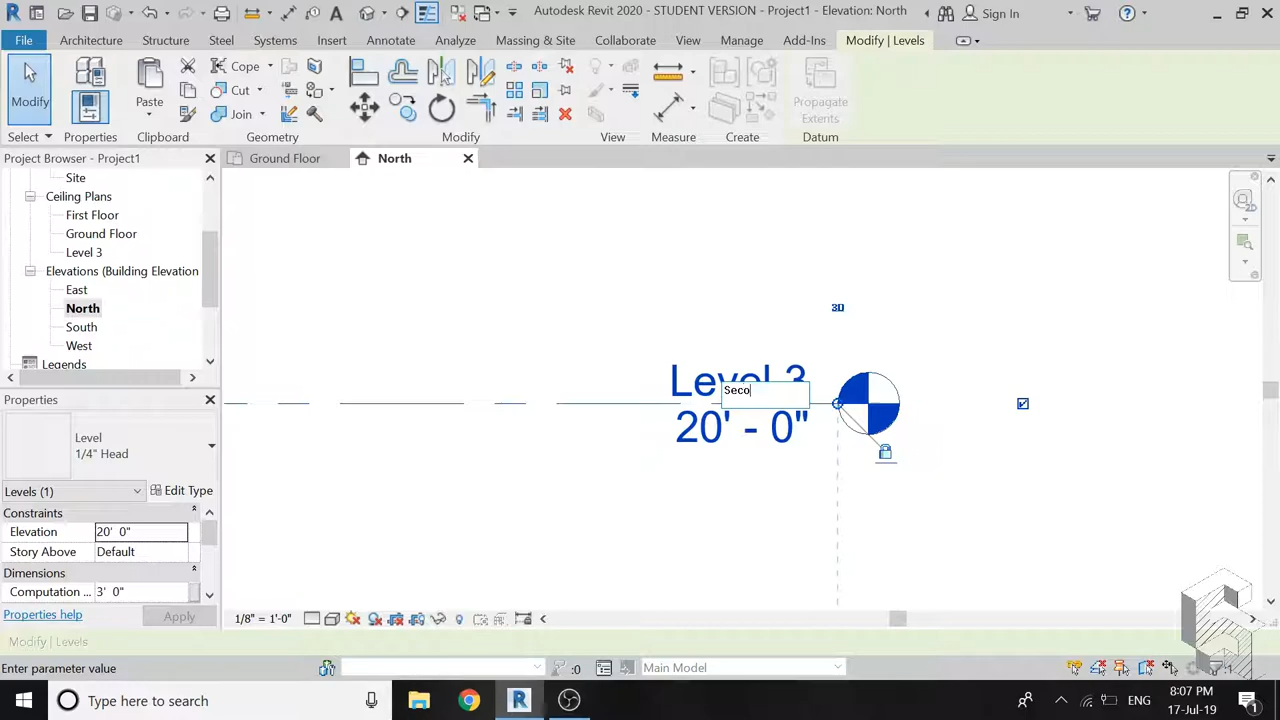 Autodesk Revit 2020 - STUDENT VERSION - Project1 - Elevation: North
Sign In
File
Architecture
Structure
Steel
Systems
Insert
Annotate
Analyze
Massing & Site
Collaborate
View
Manage
Add-Ins
Modify | Levels
Modify
Paste
Cope
Cut
Join
Propagate
Extents
Select
Properties
Clipboard
Geometry
Modify
View
Measure
Create
Datum
Project Browser - Project1
Ground Floor
North
Site
Ceiling Plans
First Floor
Ground Floor
Level 3
Elevations (Building Elevation
East
North
South
West
Legends
3D
Level 3
Seco
20' - 0"
Properties
Level
1/4" Head
Levels (1)
Edit Type
Constraints
Elevation
20'  0"
Story Above
Default
Dimensions
Computation ...
3'  0"
Properties help
Apply
1/8" = 1'-0"
Modify | Levels
Enter parameter value
:0
Main Model
Type here to search
ENG
8:07 PM
17-Jul-19
1